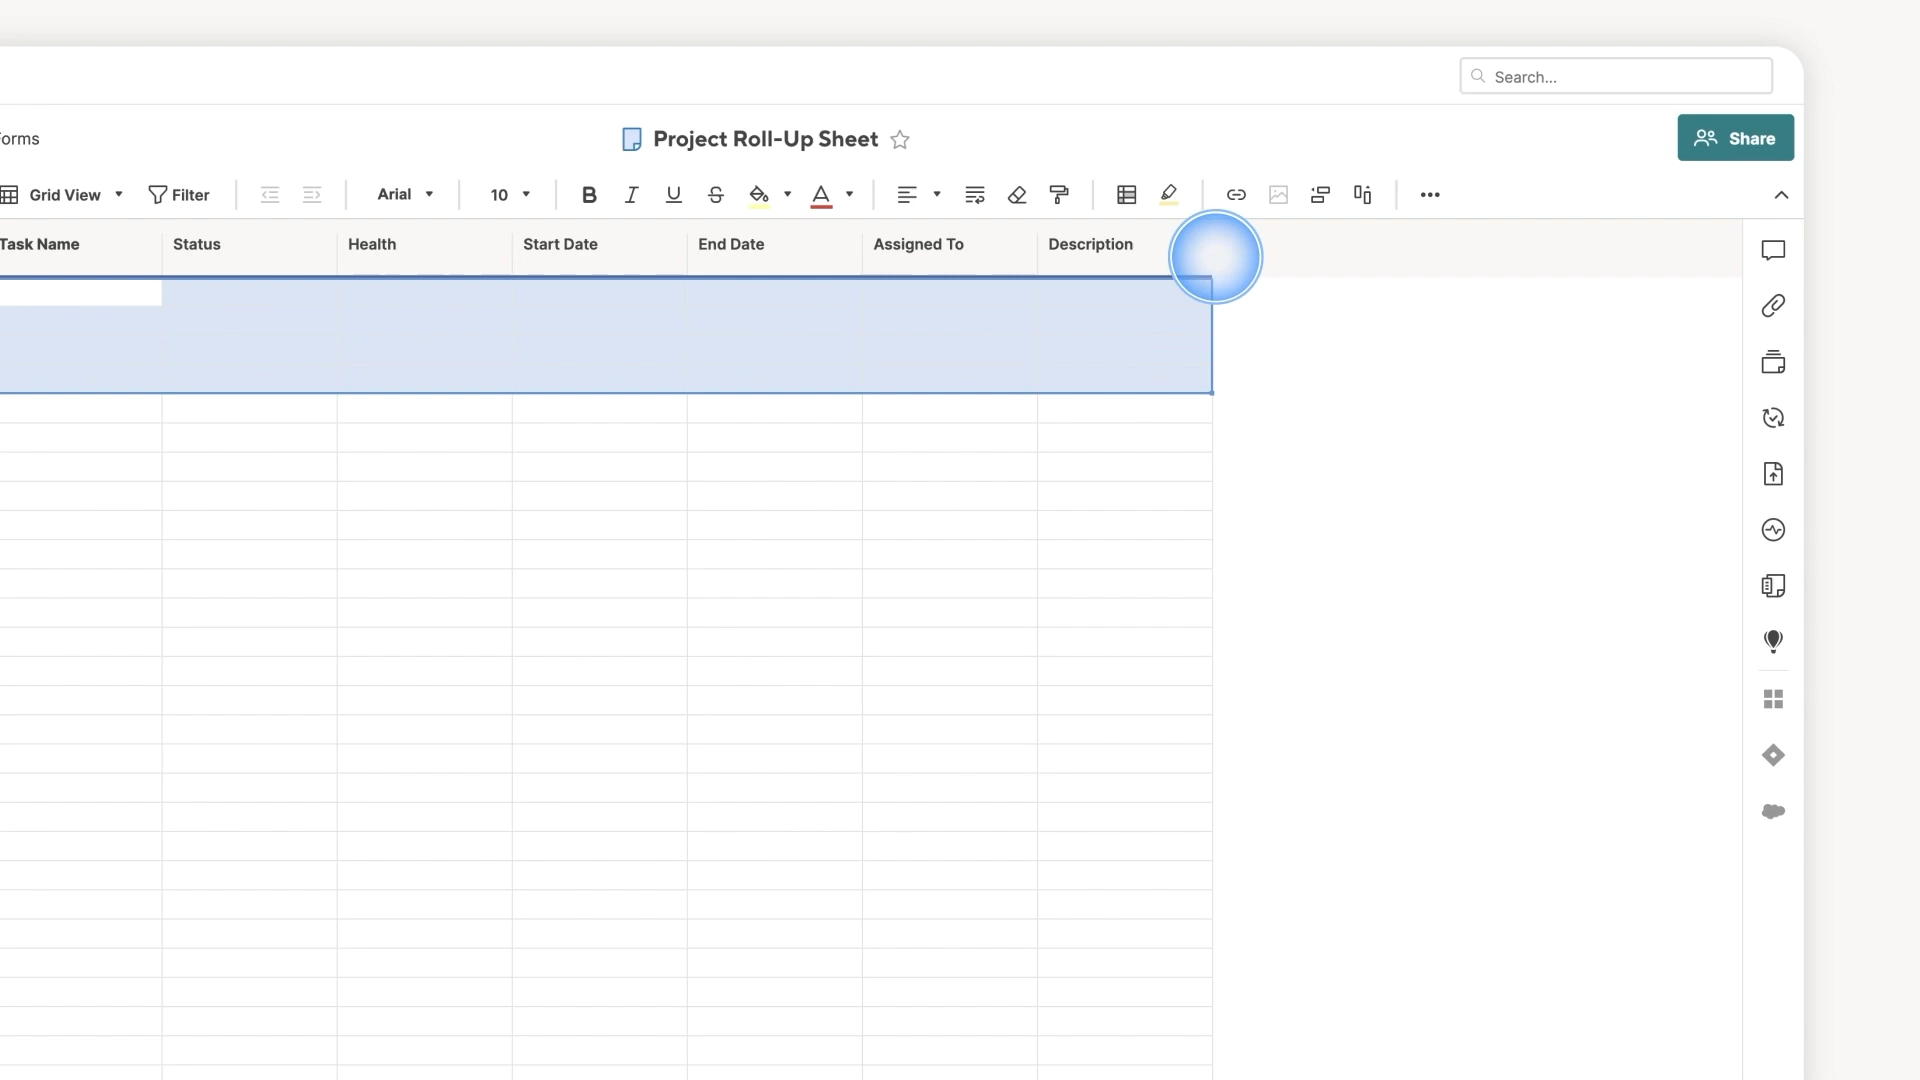 Search...
Forms
Project Roll-Up Sheet
Share
Grid View
Filter
Arial
10
Task Name
Status
Health
Start Date
End Date
Assigned To
Description